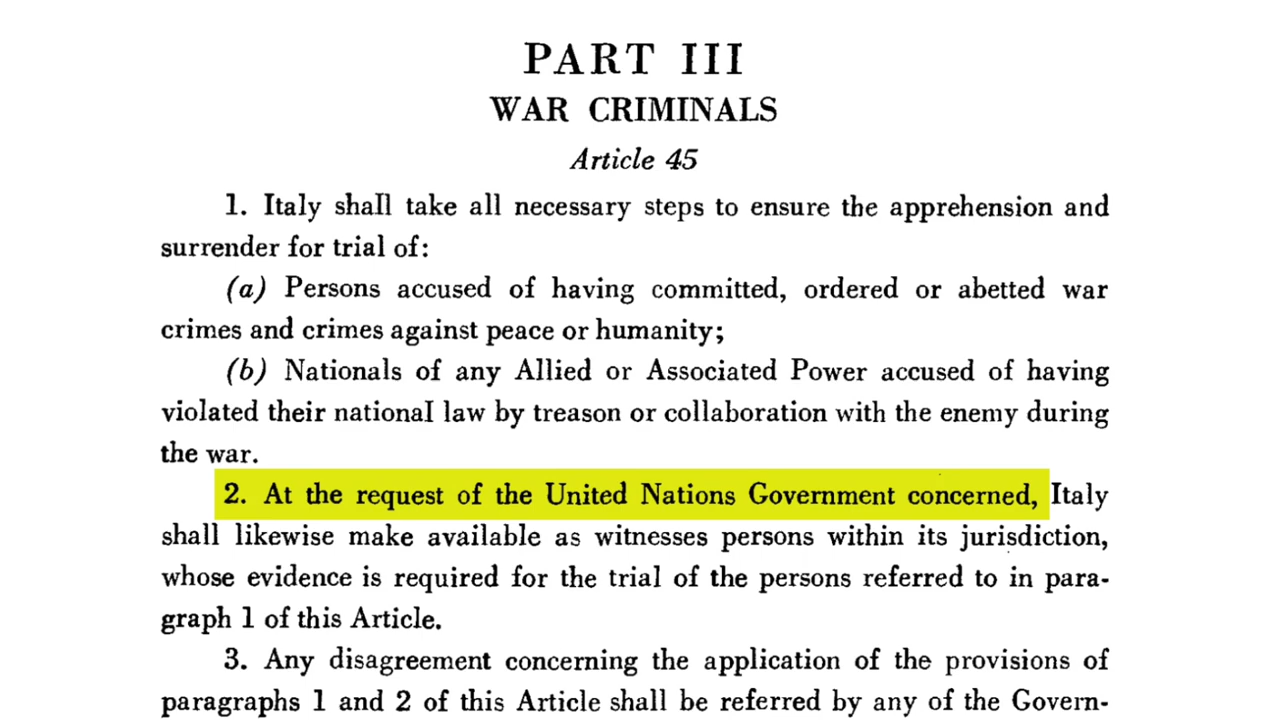 PART III
WAR CRIMINALS
Article 45
1. Italy shall take all necessary steps to ensure the apprehension and
surrender for trial of:
(a) Persons accused of having committed, ordered or abetted war
crimes and crimes against peace or humanity;
(b) Nationals of any Allied or Associated Power accused of having
violated their national law by treason or collaboration with the enemy during
the war.
2. At the request of the United Nations Government concerned, Italy
shall likewise make available as witnesses persons within its jurisdiction,
whose evidence is required for the trial of the persons referred to in para-
graph 1 of this Article.
3. Any disagreement concerning the application of the provisions of
paragraphs 1 and 2 of this Article shall be referred by any of the Govern-